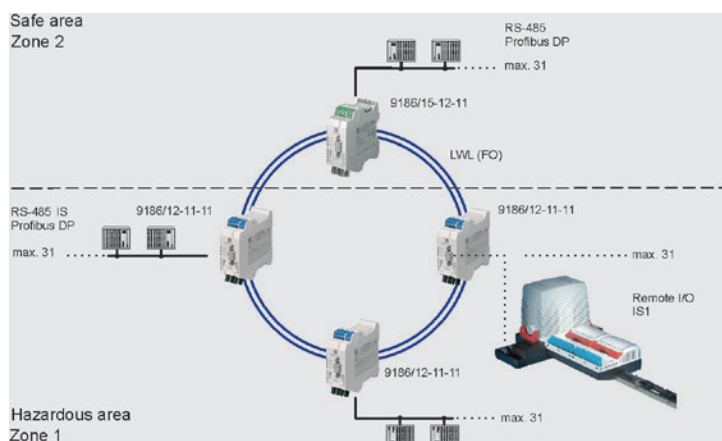 Safe area
Zone 2
RS-485
Profibus DP
max. 31
9186/15-12-11
LWL (FO)
RS-485 IS
Profibus DP
9186/12-11-11
9186/12-11-11
max. 31
max. 31
Remote I/O
IS1
9186/12-11-11
Hazardous area
Zone 1
max. 31